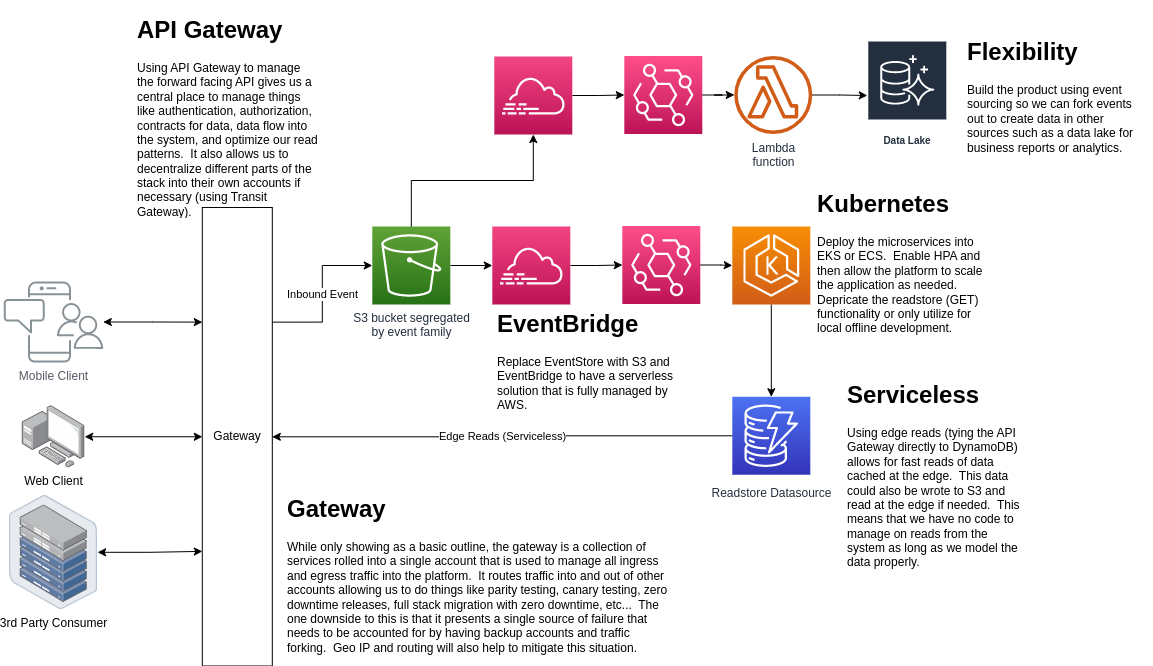 API Gateway
Using API Gateway to manage
the forward facing API gives us a
central place to manage things
like authentication, authorization,
contracts for data, data flow into
the system, and optimize our read
patterns.  It also allows us to
decentralize different parts of the
stack into their own accounts if
necessary (using Transit
Gateway).
Lambda
function
Data Lake
Flexibility
Build the product using event
sourcing so we can fork events
out to create data in other
sources such as a data lake for
business reports or analytics.
Kubernetes
Deploy the microservices into
EKS or ECS.  Enable HPA and
then allow the platform to scale
the application as needed.
Depricate the readstore (GET)
functionality or only utilize for
local offline development.
Inbound Event
S3 bucket segregated
by event family
EventBridge
Replace EventStore with S3 and
EventBridge to have a serverless
solution that is fully managed by
AWS.
Mobile Client
Web Client
3rd Party Consumer
Gateway
Edge Reads (Serviceless)
Readstore Datasource
Serviceless
Using edge reads (tying the API
Gateway directly to DynamoDB)
allows for fast reads of data
cached at the edge.  This data
could also be wrote to S3 and
read at the edge if needed.  This
means that we have no code to
manage on reads from the
system as long as we model the
data properly.
Gateway
While only showing as a basic outline, the gateway is a collection of
services rolled into a single account that is used to manage all ingress
and egress traffic into the platform.  It routes traffic into and out of other
accounts allowing us to do things like parity testing, canary testing, zero
downtime releases, full stack migration with zero downtime, etc...  The
one downside to this is that it presents a single source of failure that
needs to be accounted for by having backup accounts and traffic
forking.  Geo IP and routing will also help to mitigate this situation.